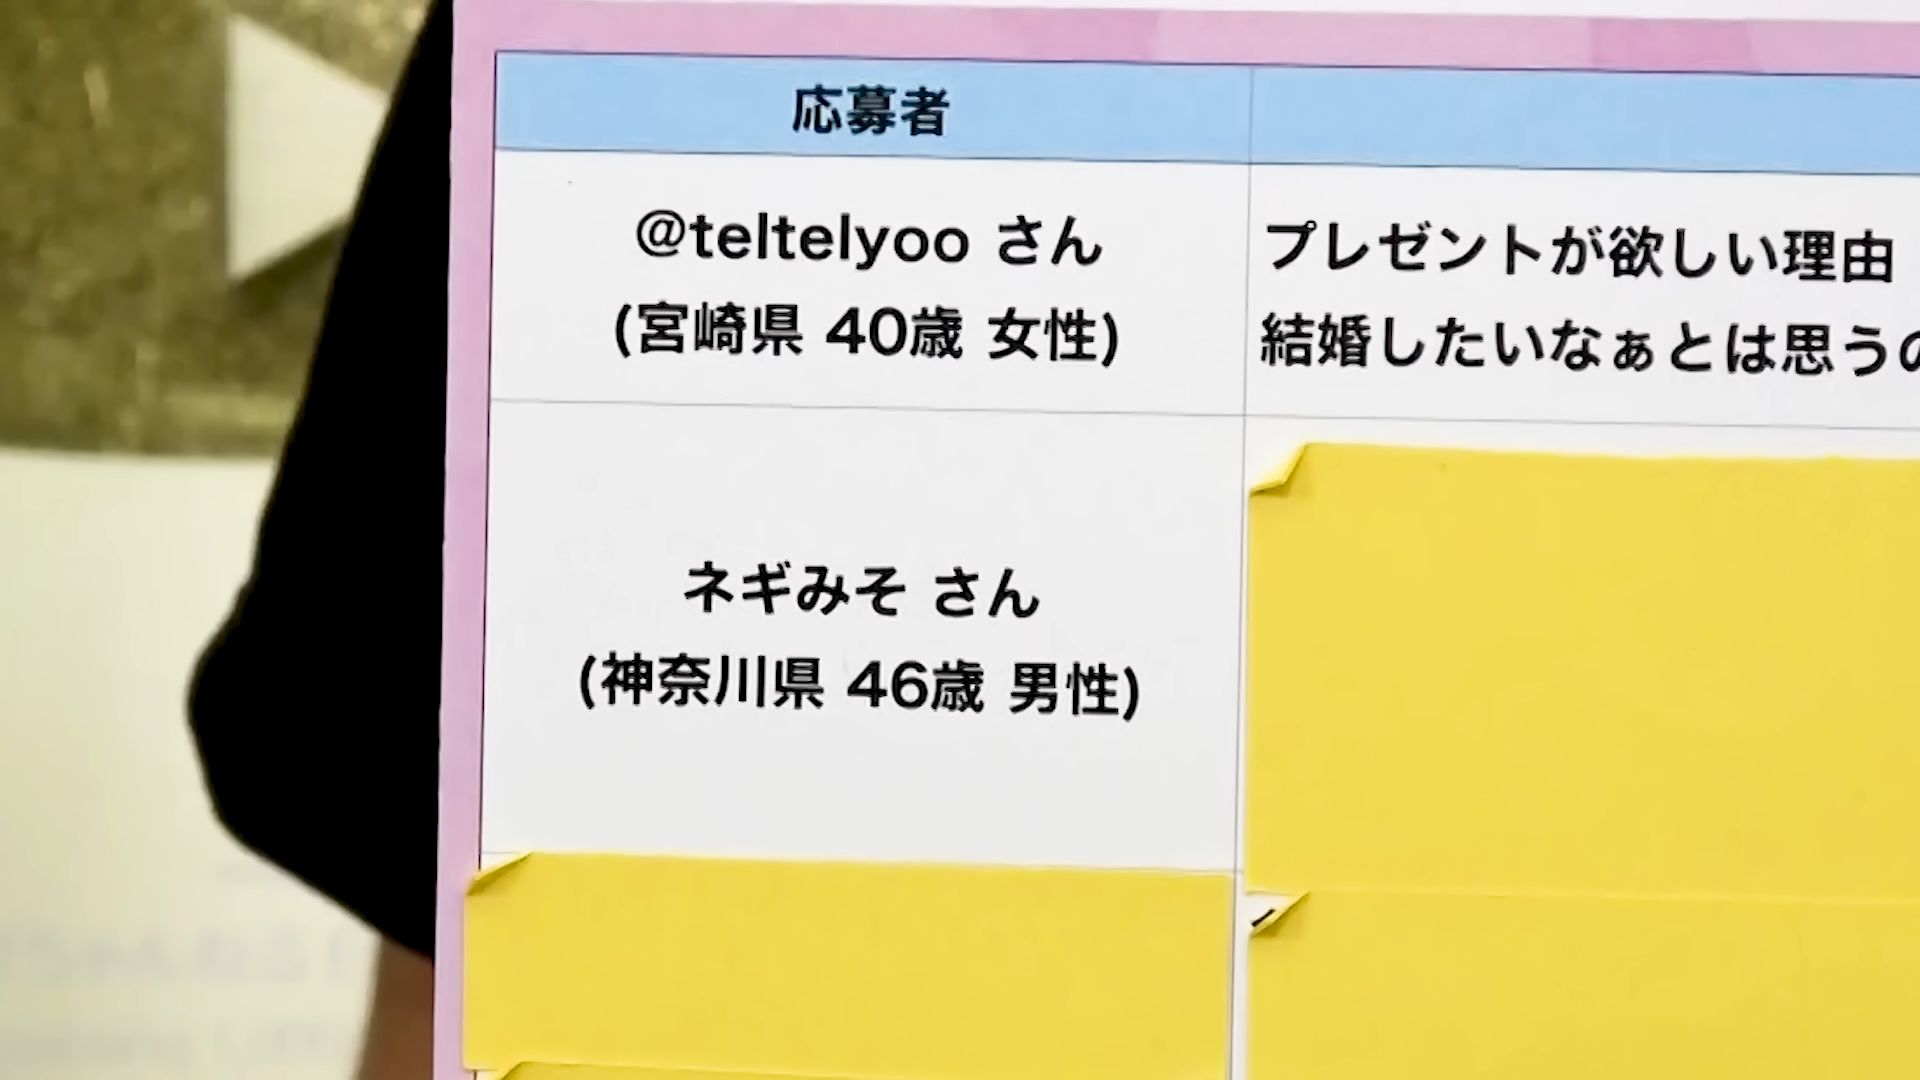 応募者
@teltelyoo さん
(宮崎県 40歳 女性)
プレゼントが欲しい理由
結婚したいなぁとは思うの
ネギみそ さん
(神奈川県 46歳 男性)